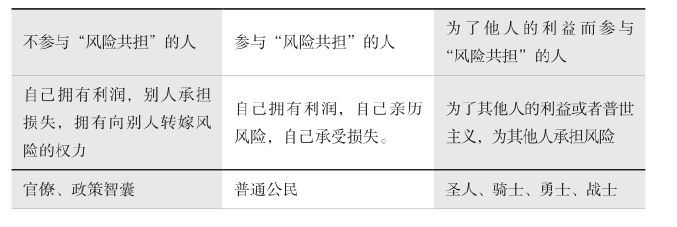 不参与“风险共担”的人
参与“风险共担”的人
为了他人的利益而参与
“风险共担”的人
自己拥有利润，别人承担
损失，拥有向别人转嫁风
险的权力
自己拥有利润，自己亲历
风险，自己承受损失。
为了其他人的利益或者普世
主义，为其他人承担风险
官僚、政策智囊
普通公民
圣人、骑士、勇士、战士